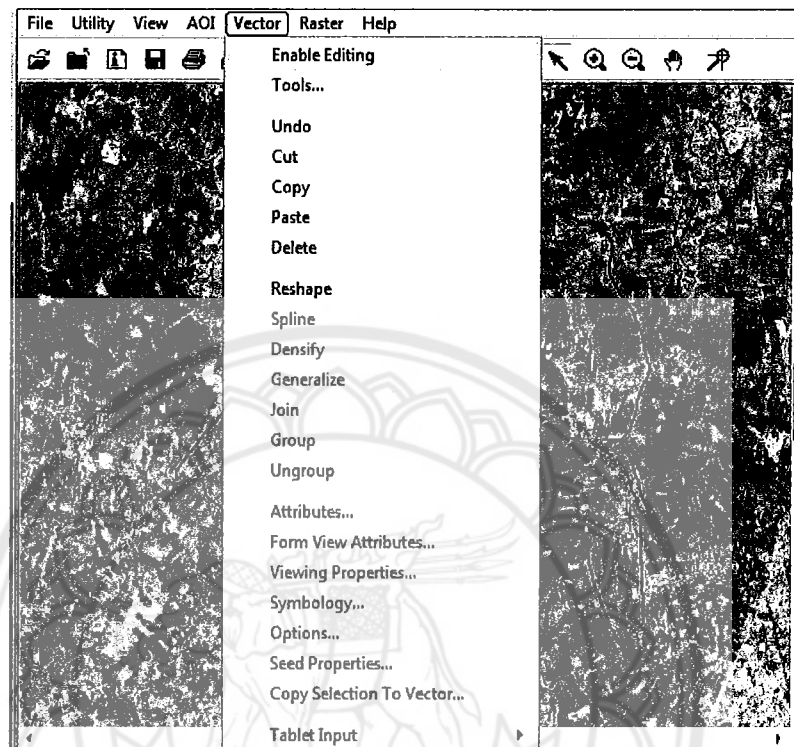 File Utility View AOI Vector Raster Help
Enable Editing
Tools...
Undo
Cut
Copy
Paste
Delete
Reshape
Spline
Densify
Generalize
Join
Group
Ungroup
Attributes...
Form View Attributes...
Viewing Properties...
Symbology...
Options...
Seed Properties...
Copy Selection To Vector...
Tablet Input